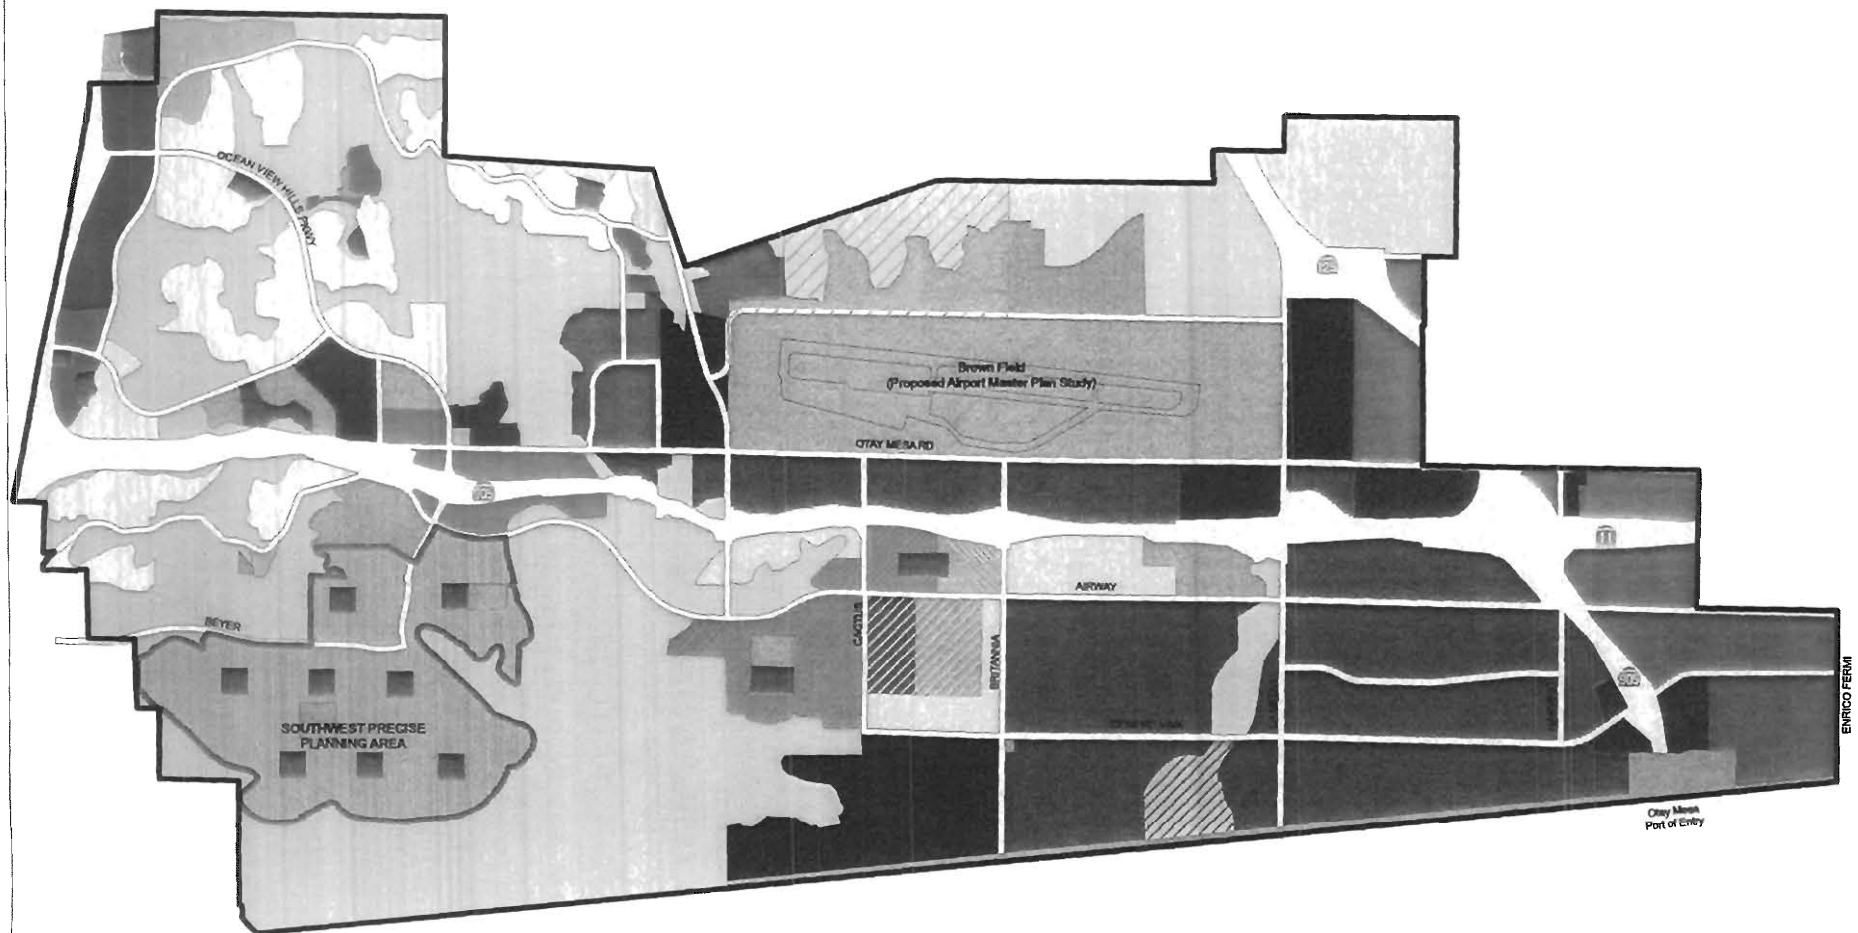 OCEAN VIEW HILLS PKWY
125
Brown Field
(Proposed Airport Master Plan Study)
OTAY MESA RD
905
11
AIRWAY
CACTUS
BRITANNIA
BEYER
905
SOUTHWEST PRECISE
PLANNING AREA
ENRICO FERMI
Otay Mesa
Port of Entry